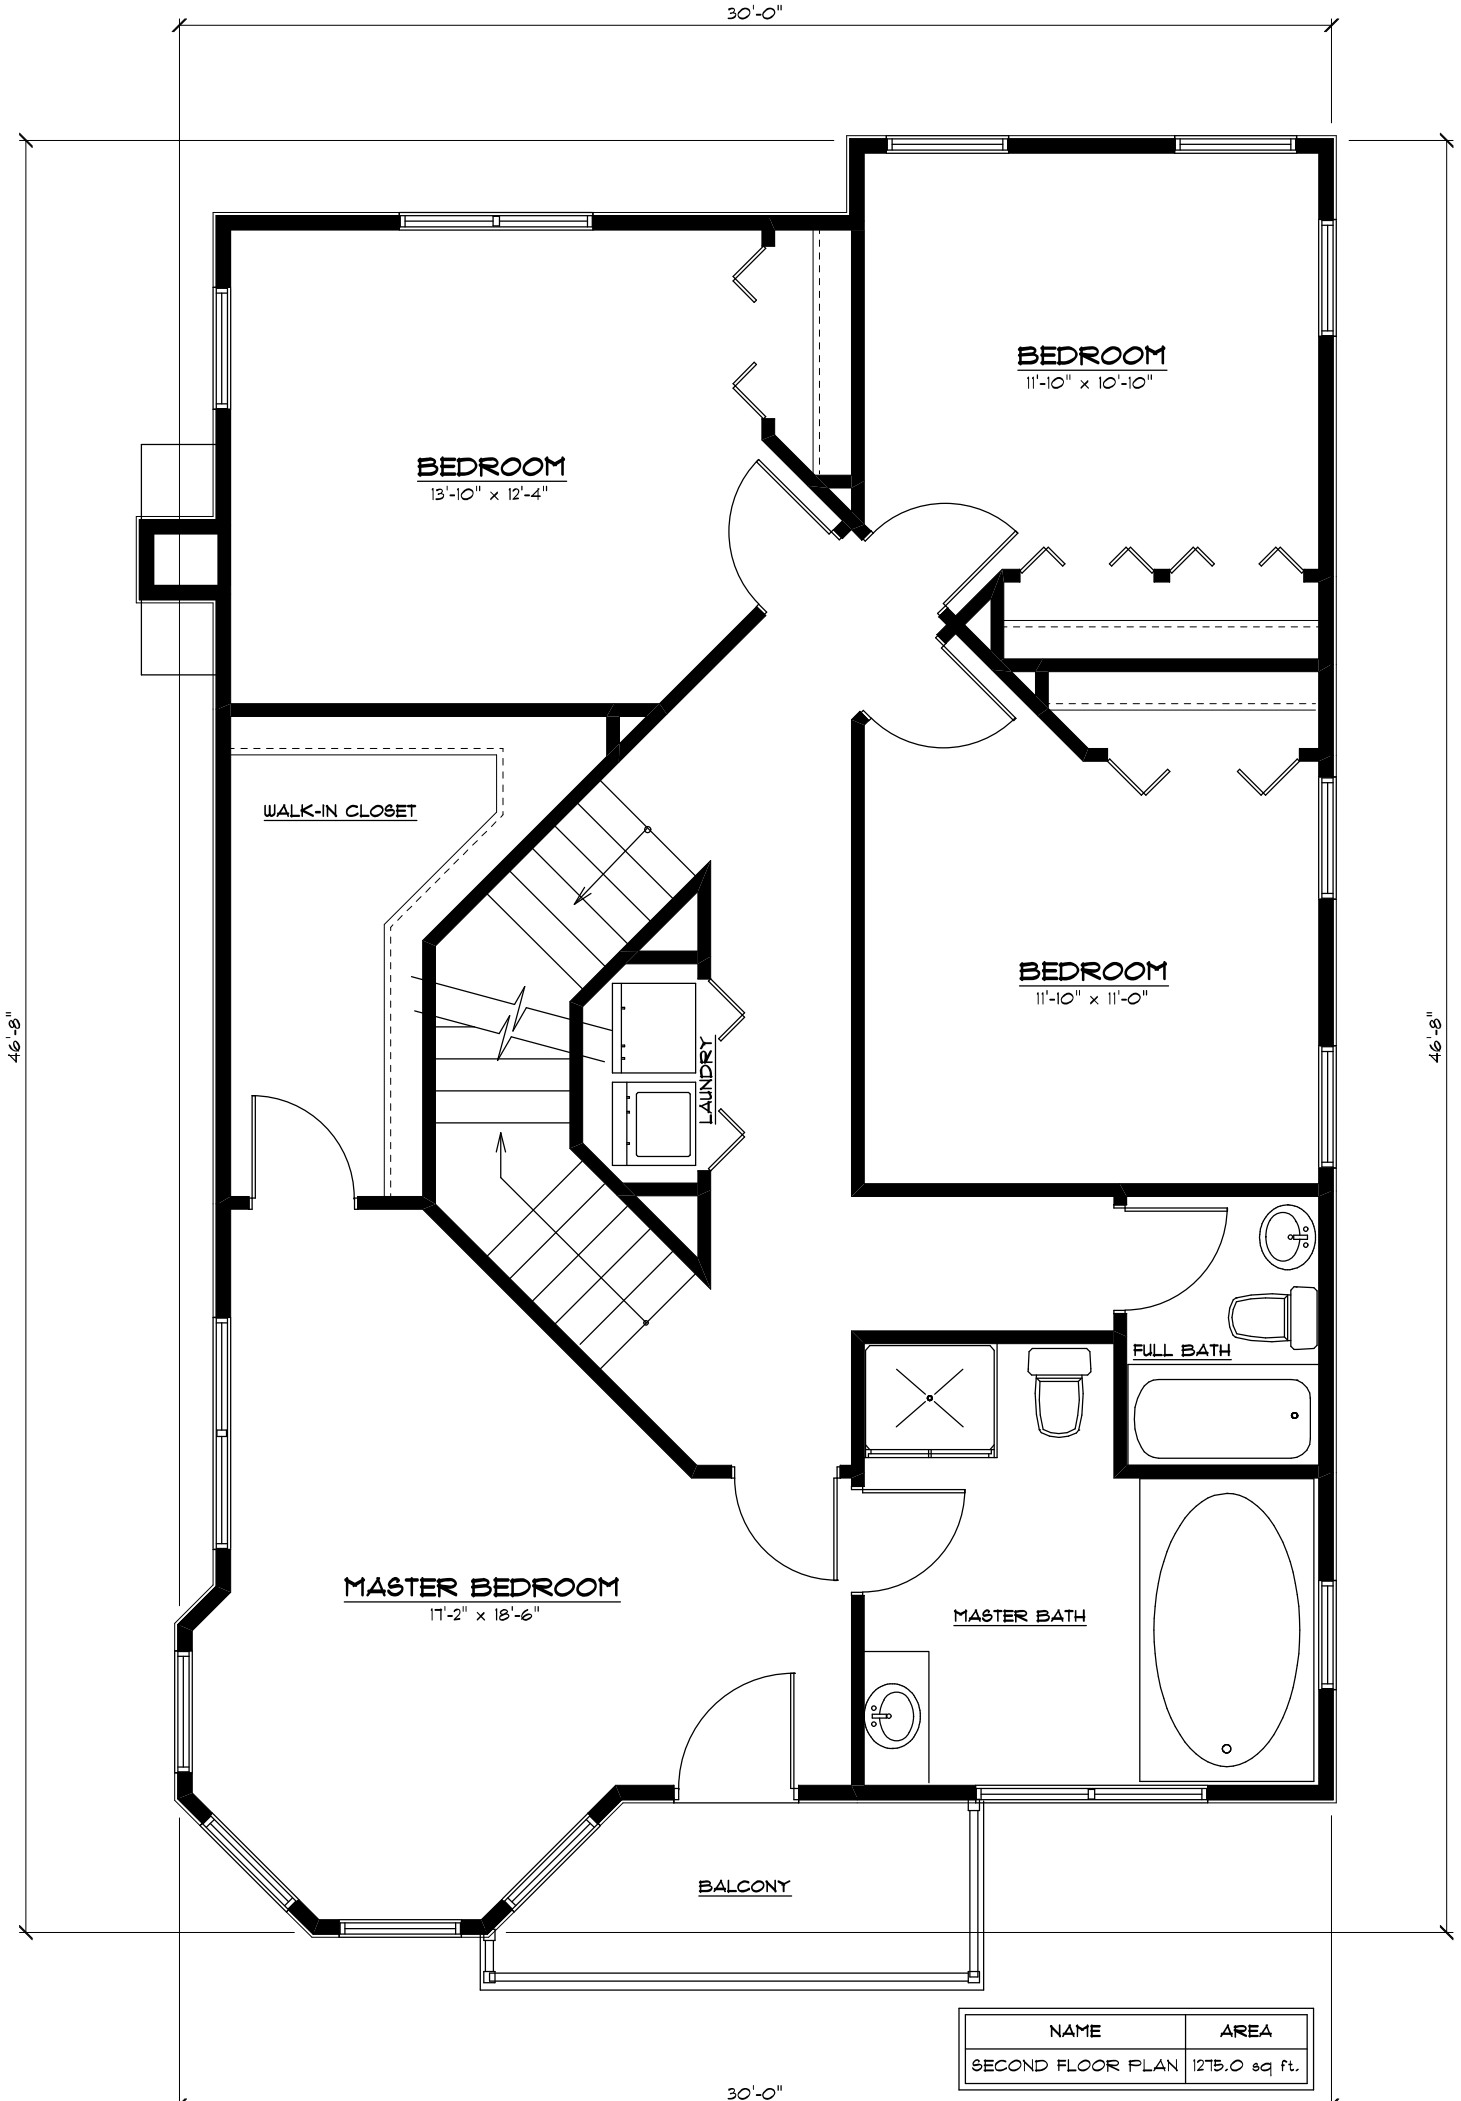 30'-0"
BEDROOM
11'-10" x 10'-10"
BEDROOM
13'-10" x 12'-4"
WALK-IN CLOSET
BEDROOM
11'-10" x 11'-0"
46'-8"
46'-8"
LAUNDRY
FULL BATH
MASTER BEDROOM
17'-2" x 18'-6"
MASTER BATH
BALCONY
NAME AREA
SECOND FLOOR PLAN 1275.0 sq ft.
30'-0"